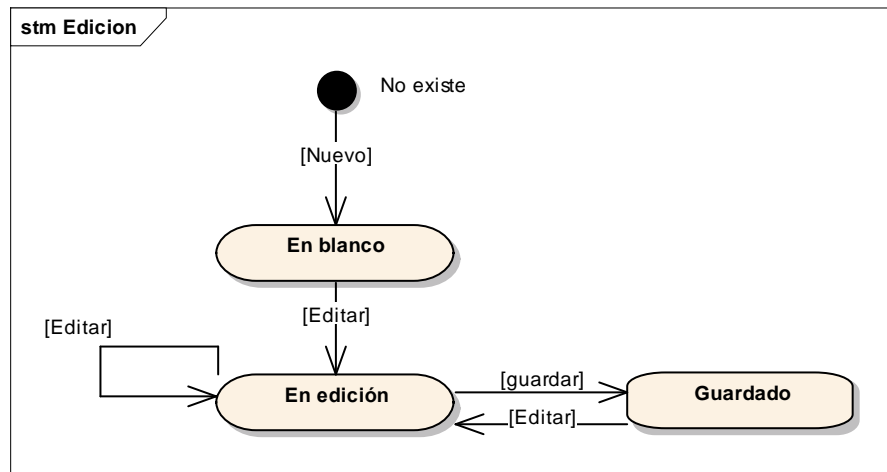 stm Edicion
No existe
[Nuevo]
En blanco
[Editar]
[Editar]
En edición
[guardar]
Guardado
[Editar]